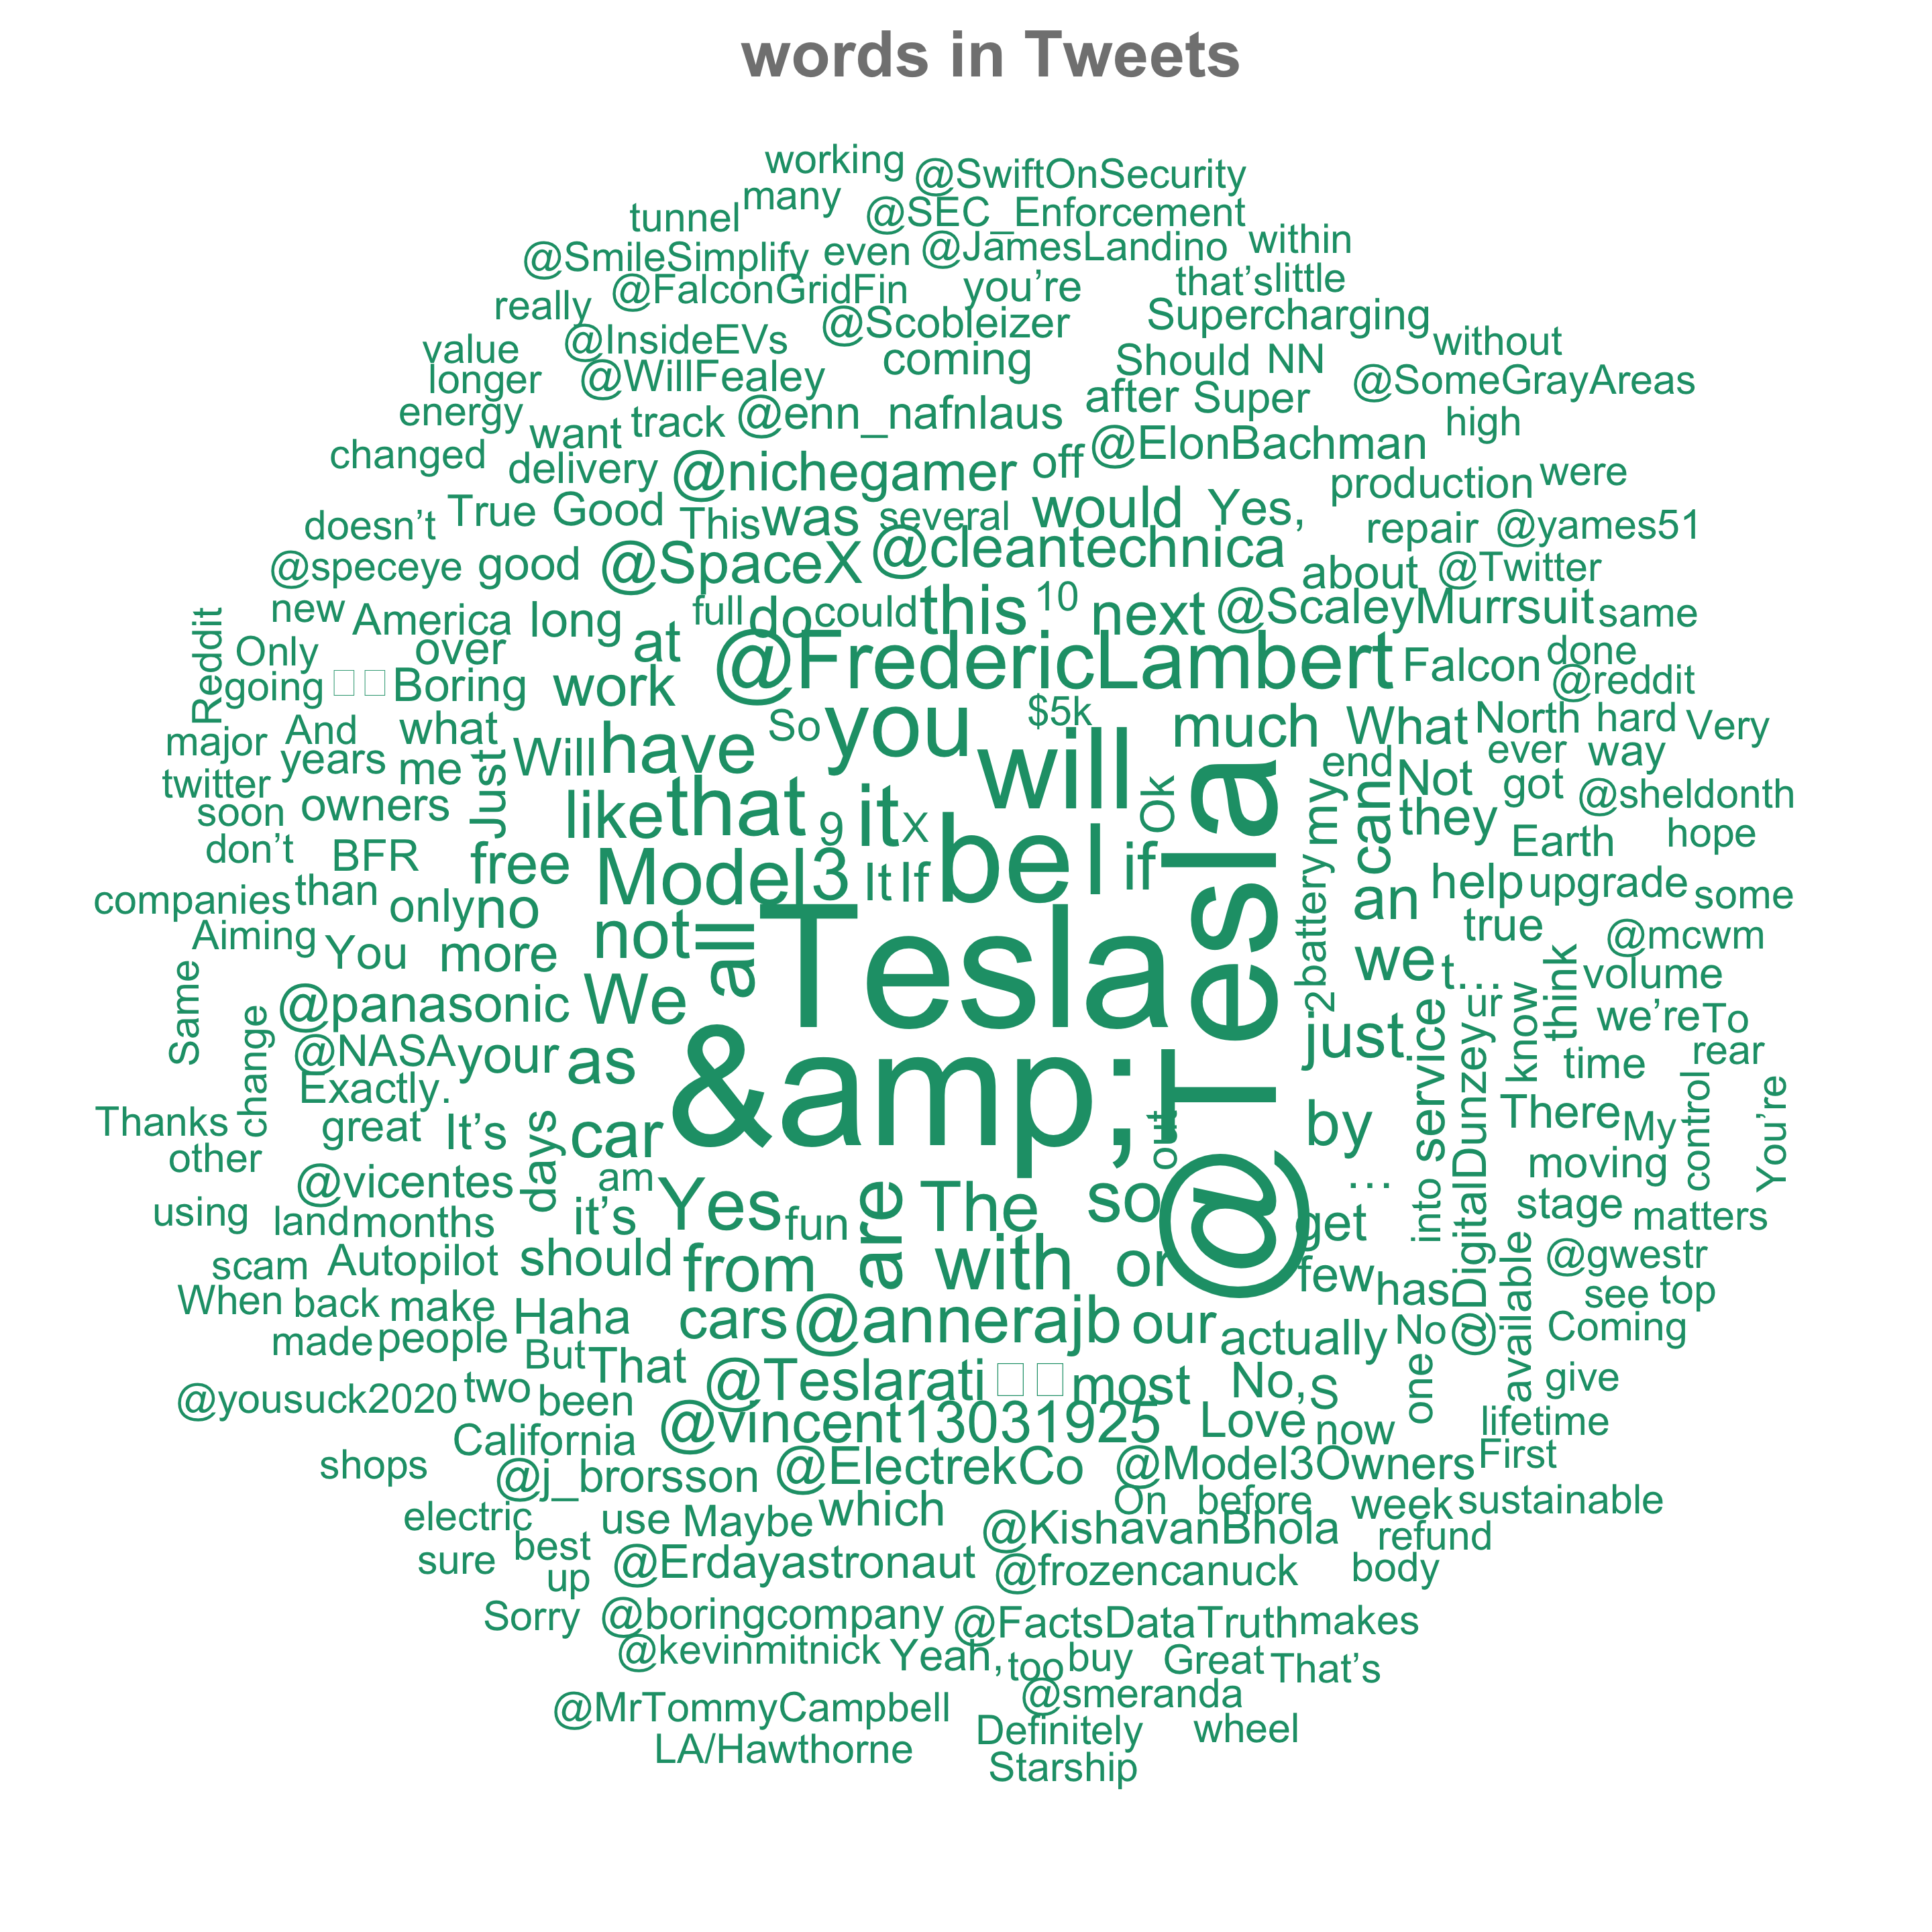 words in Tweets
working
@SwiftOnSecurity
many
tunnel
@SEC_Enforcement
within
@SmileSimplify
even
@JamesLandino
that’s
little
really
@FalconGridFin
you’re
Supercharging
@Scobleizer
value
@InsideEVs
coming
Should
NN
without
longer
@WillFealey
after
Super
@SomeGrayAreas
energy
want
track
@enn_nafnlaus
high
changed
delivery
@nichegamer
off
@ElonBachman
production
were
doesn’t
True
Good
This
was
several
would
Yes,
repair
@yames51
@speceye
good
@SpaceX
@cleantechnica
about
@Twitter
new
America
long
at
full
do
could
this
10
next
@ScaleyMurrsuit
same
Reddit
Only
over
@FredericLambert
Falcon
done
going
Boring
work
@reddit
major
And
what
So
you
$5k
much
What
North
hard
Very
years
me
Just
Will
have
will
end
Not
ever
way
twitter
soon
owners
like
that
9
it
X
Ok
@Tesla
my
can
they
got
@sheldonth
don’t
BFR
free
Model
3
It
If
be
I
if
Earth
hope
companies
than
only
no
an
help
upgrade
some
Aiming
You
more
not
all
Tesla
2
battery
we
t…
true
@mcwm
Same
@panasonic
We
volume
think
change
@NASA
your
as
&amp;
just
service
ur
know
we’re
To
Exactly.
time
rear
Thanks
great
It’s
days
car
out
by
@DigitalDunzey
There
My
control
You’re
other
@vicentes
am
moving
using
land
months
it’s
Yes
fun
are
The
so
…
get
into
stage
matters
scam
Autopilot
should
from
with
or
few
has
available
@gwestr
When
back
make
Haha
cars
@annerajb
our
actually
No
see
top
made
people
But
That
Coming
@yousuck2020
two
been
@Teslarati
most
No,
S
one
give
California
@vincent13031925
Love
now
lifetime
shops
@j_brorsson
@ElectrekCo
@Model3Owners
First
electric
use
Maybe
which
On
before
week
sustainable
sure
best
@KishavanBhola
refund
up
@Erdayastronaut
@frozencanuck
body
Sorry
@boringcompany
@FactsDataTruth
makes
@kevinmitnick
Yeah,
too
buy
Great
That’s
@MrTommyCampbell
@smeranda
Definitely
wheel
LA/Hawthorne
Starship